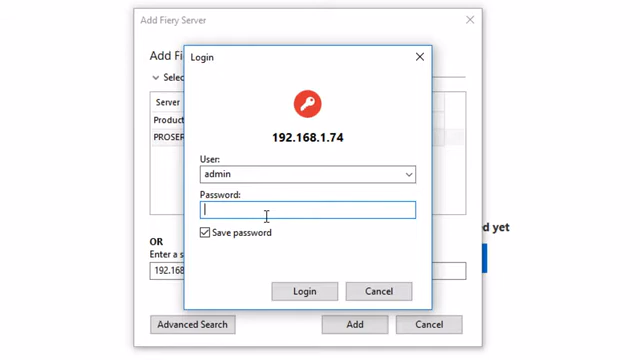 Add Fiery Server
Add Fi
Selec
Server
Product
PROSER
OR
Enter a s
192.168
Login
192.168.1.74
User:
admin
Password:
Save password
Login
Cancel
ed yet
Advanced Search
Add
Cancel